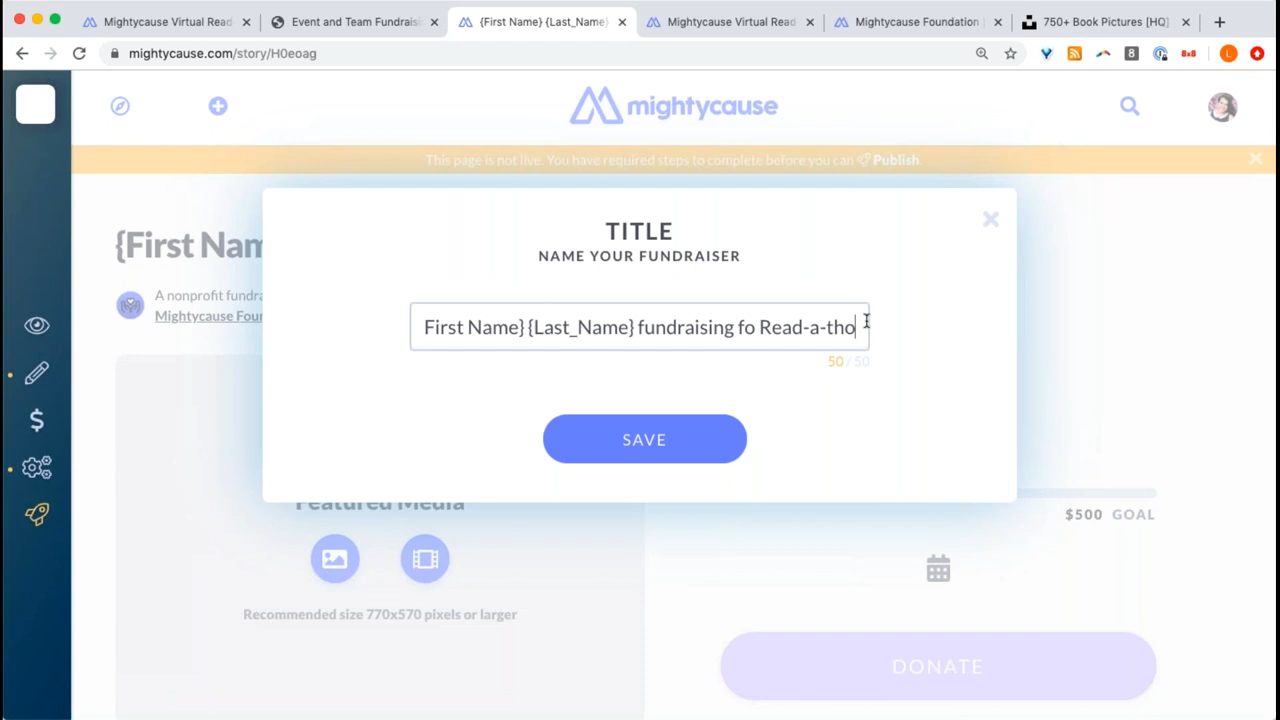 Mightycause Virtual Read-
Event and Team Fundraisi
{First Name} {Last_Name}
Mightycause Virtual Read-
Mightycause Foundation
750+ Book Pictures [HQ]
mightycause.com/story/H0eoag
8
8x8
L
mightycause
This page is not live. You have required steps to complete before you can Publish.
{First Nam
A nonprofit fundra
Mightycause Foun
TITLE
NAME YOUR FUNDRAISER
First Name} {Last_Name} fundraising fo Read-a-tho
50 / 50
SAVE
Featured Media
Recommended size 770x570 pixels or larger
$500 GOAL
DONATE